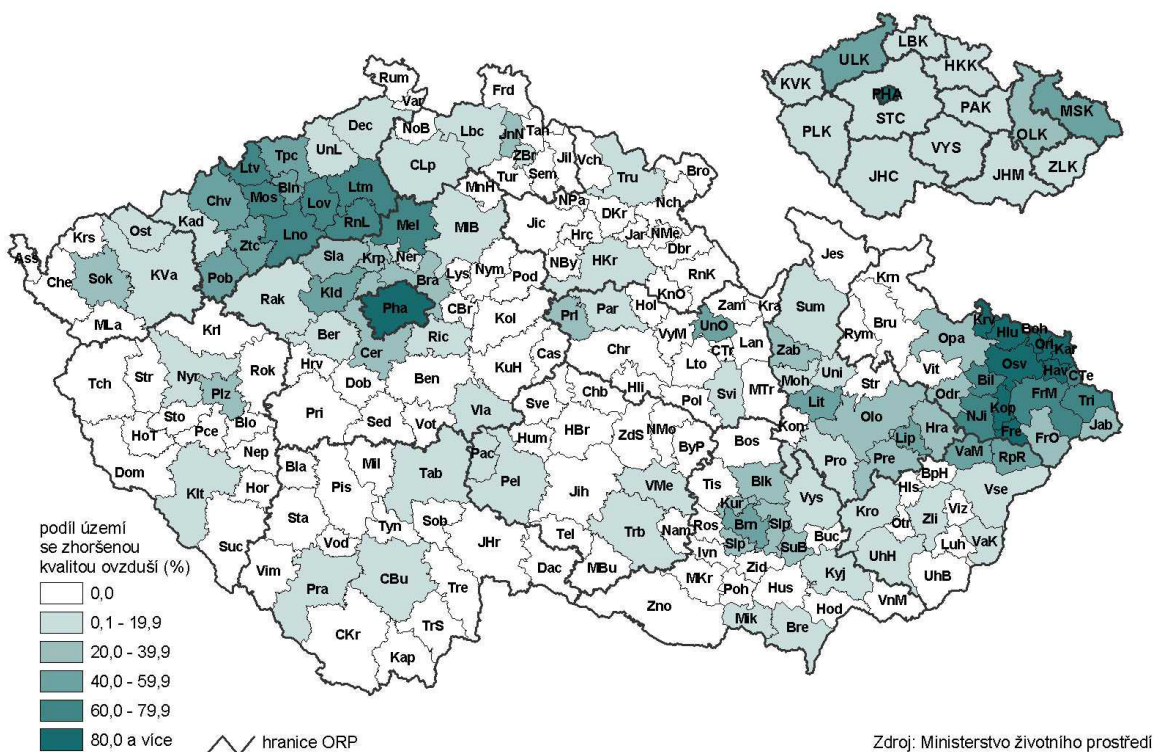 Rum
Var
Frd
Dec
NoB
Lbc
JnN
Tan
Ltv
Tpc
UnL
CLp
ZBr
Jil
Vch
Tur
Sem
Tru
Bro
Chv
Mos
Bln
Lov
Ltm
MnH
NPa
Nch
Ost
Kad
RnL
Mel
MlB
Jic
DKr
Krs
Ztc
Lno
Hrc
Jar
NMe
Ass
Sla
Krp
Ner
Dbr
Che
Sok
KVa
Pob
Bra
Lys
Nym
Pod
NBy
HKr
RnK
Rak
Kld
Pha
CBr
KnO
MLa
Krl
Ber
Ric
Kol
Prl
Par
Hol
Zam
Kra
Cer
VyM
UnO
Lan
Tch
Str
Nyr
Rok
Hrv
Dob
Ben
KuH
Cas
Chr
Lto
CTr
Plz
Pri
Sed
Vot
Vla
Sve
Chb
Hli
Pol
Svi
MTr
HoT
Sto
Pce
Blo
Nep
Hum
HBr
ZdS
NMo
ByP
Dom
Klt
Hor
Bla
Mil
Tab
Pac
Pel
Jih
VMe
Pis
Sta
Tyn
Sob
Trb
Nam
Suc
Vod
JHr
Tel
Vim
Pra
CBu
Tre
Dac
MBu
CKr
TrS
Kap
Jes
Krn
Sum
Rym
Bru
Opa
Krv
Hlu
Boh
Orl
Kar
Zab
Uni
Vit
Osv
Hav
CTe
Moh
Str
Bil
FrM
Tri
Lit
Odr
NJi
Kop
Jab
Kon
Olo
Hra
Fre
FrO
Lip
Bos
Pro
Pre
VaM
RpR
BpH
Tis
Blk
Vys
Hls
Vse
Kur
Kro
Ros
Brn
Slp
Otr
Zli
Viz
Slp
SuB
Buc
Ivn
UhH
Luh
VaK
MKr
Zid
Kyj
UhB
Poh
Hus
Zno
Hod
VnM
Mik
Bre
ULK
LBK
HKK
KVK
PHA
STC
PAK
MSK
PLK
OLK
VYS
ZLK
JHC
JHM
podíl území
se zhoršenou
kvalitou ovzduší (%)
0,0
0,1 - 19,9
20,0 - 39,9
40,0 - 59,9
60,0 - 79,9
80,0 a více
hranice ORP
Zdroj: Ministerstvo životního prostředí